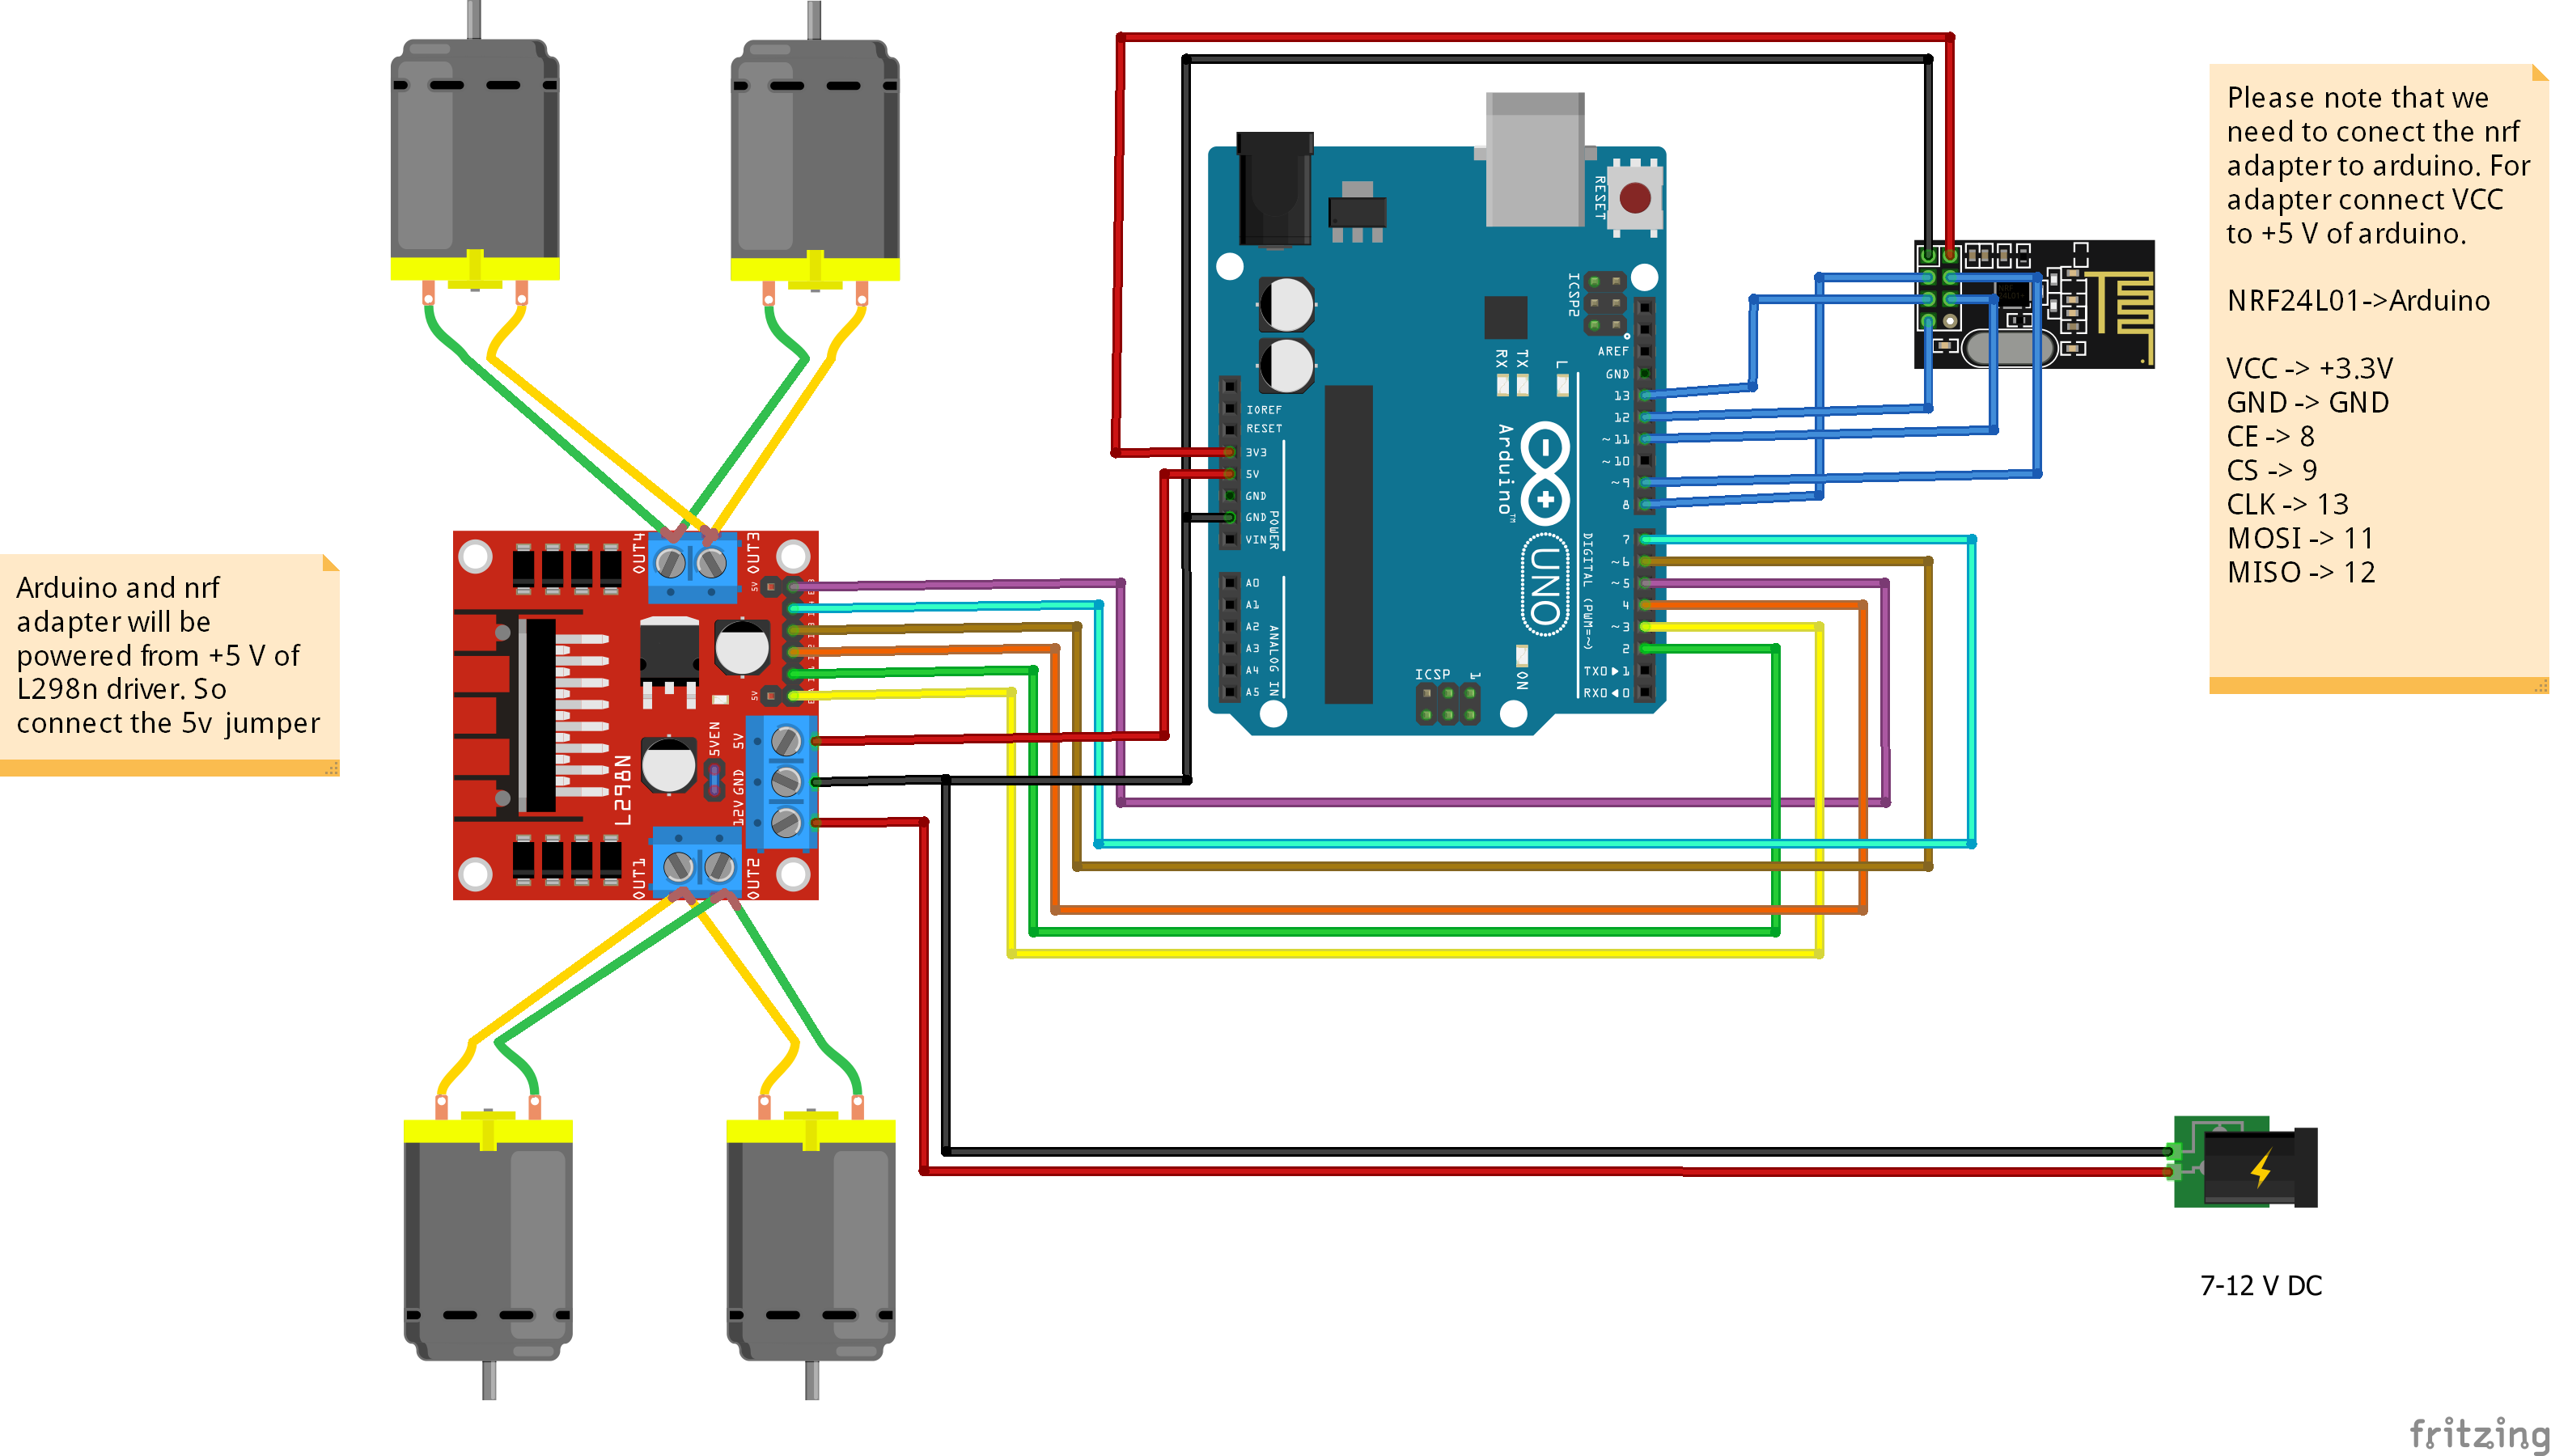 Please note that we
need to conect the nrf
adapter to arduino. For
adapter connect VCC
to +5 V of arduino.
NRF24L01->Arduino
VCC -> +3.3V
GND -> GND
CE -> 8
CS -> 9
CLK -> 13
MOSI -> 11
MISO -> 12
Arduino and nrf
adapter will be
powered from +5 V of
L298n driver. So
connect the 5v jumper
OUT4
OUT3
5V
5V
5VEN
5V
GND
12V
L298N
OUT1
OUT2
RESET
ICSP2
AREF
GND
13
12
~11
~10
~9
8
7
~6
~5
4
~3
2
TX0▶1
RX0◀0
RX
TX
L
IOREF
RESET
3V3
5V
GND
GND
VIN
POWER
A0
A1
A2
A3
A4
A5
ANALOG IN
Arduino™
UNO
DIGITAL (PWM=~)
ON
ICSP
1
7-12 V DC
fritzing